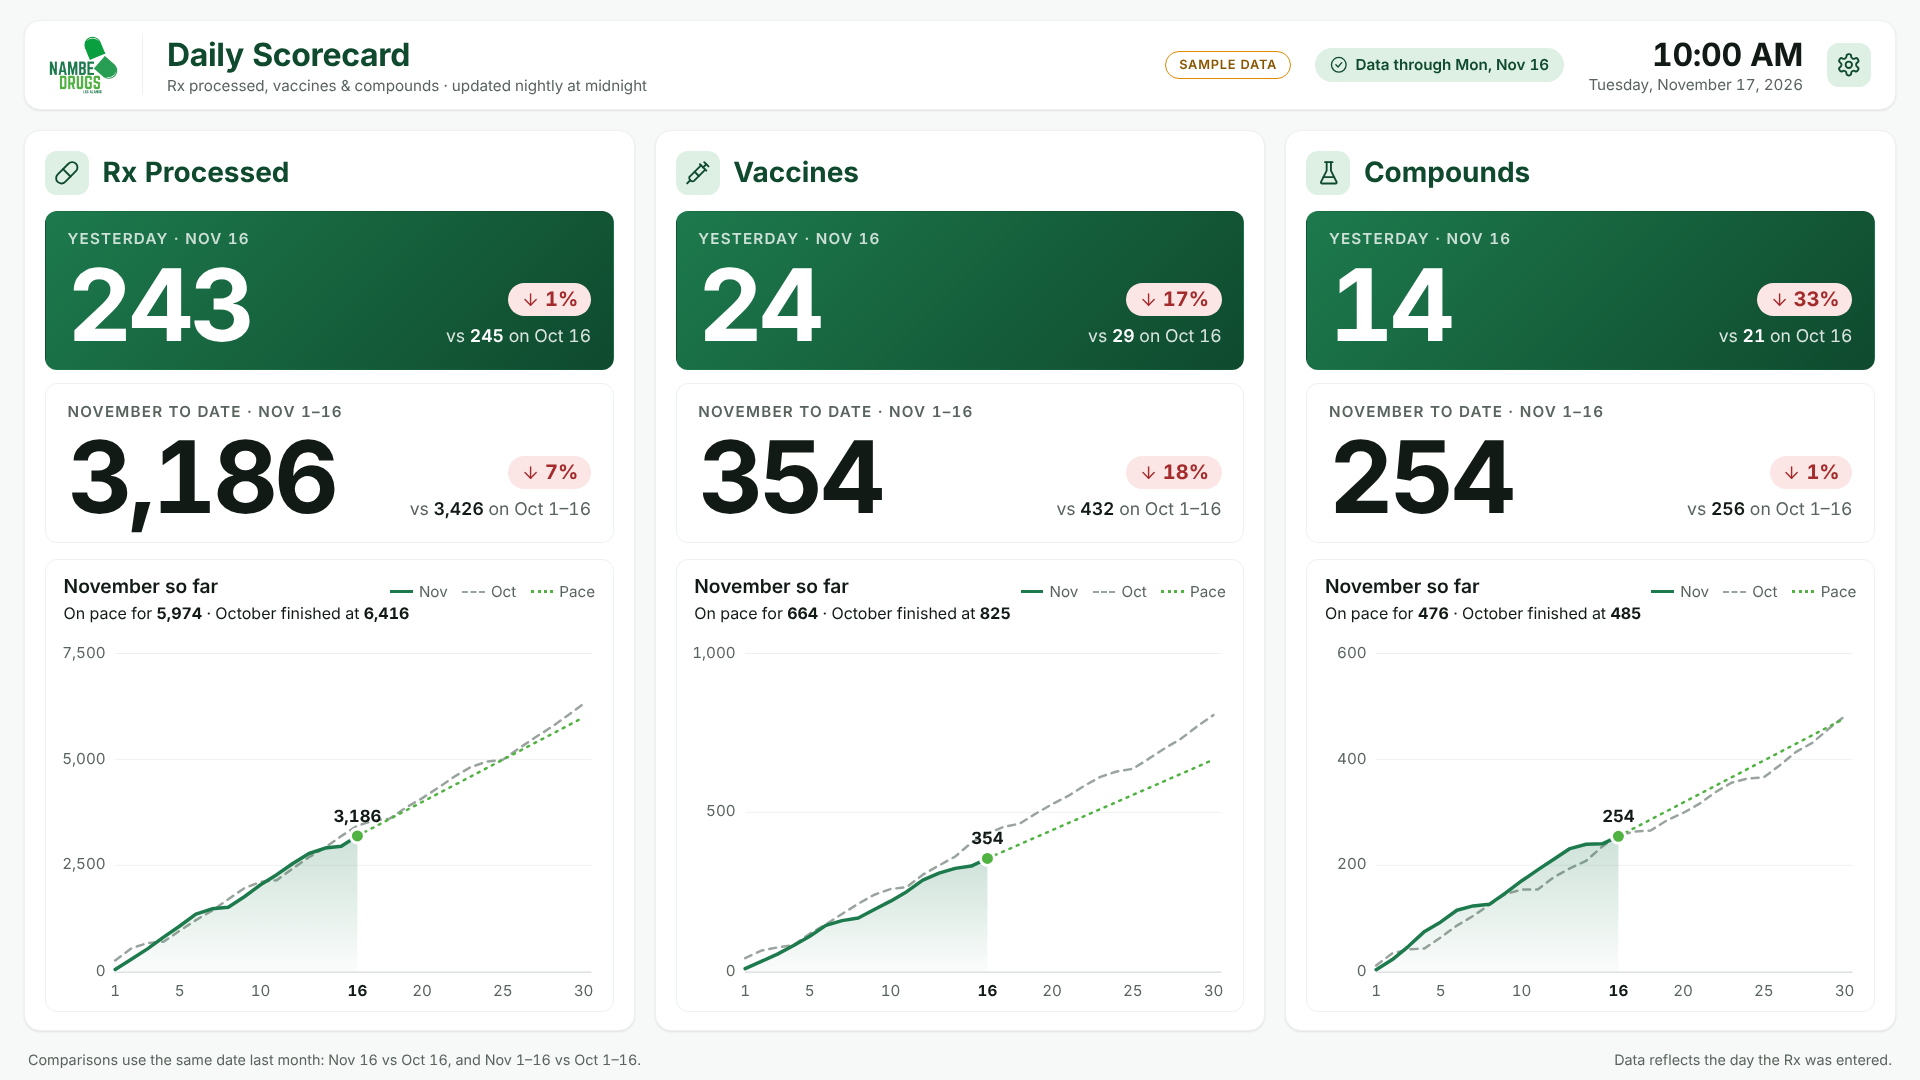 NAMBE
DRUGS
LOS ALAMOS
Daily Scorecard
Rx processed, vaccines & compounds · updated nightly at midnight
SAMPLE DATA
Data through Mon, Nov 16
10:00 AM
Tuesday, November 17, 2026
Rx Processed
YESTERDAY · NOV 16
243
↓ 1%
vs 245 on Oct 16
NOVEMBER TO DATE · NOV 1–16
3,186
↓ 7%
vs 3,426 on Oct 1–16
November so far
Nov Oct Pace
On pace for 5,974 · October finished at 6,416
7,500
5,000
2,500
0
3,186
1 5 10 16 20 25 30
Vaccines
YESTERDAY · NOV 16
24
↓ 17%
vs 29 on Oct 16
NOVEMBER TO DATE · NOV 1–16
354
↓ 18%
vs 432 on Oct 1–16
November so far
Nov Oct Pace
On pace for 664 · October finished at 825
1,000
500
0
354
1 5 10 16 20 25 30
Compounds
YESTERDAY · NOV 16
14
↓ 33%
vs 21 on Oct 16
NOVEMBER TO DATE · NOV 1–16
254
↓ 1%
vs 256 on Oct 1–16
November so far
Nov Oct Pace
On pace for 476 · October finished at 485
600
400
200
0
254
1 5 10 16 20 25 30
Comparisons use the same date last month: Nov 16 vs Oct 16, and Nov 1–16 vs Oct 1–16.
Data reflects the day the Rx was entered.